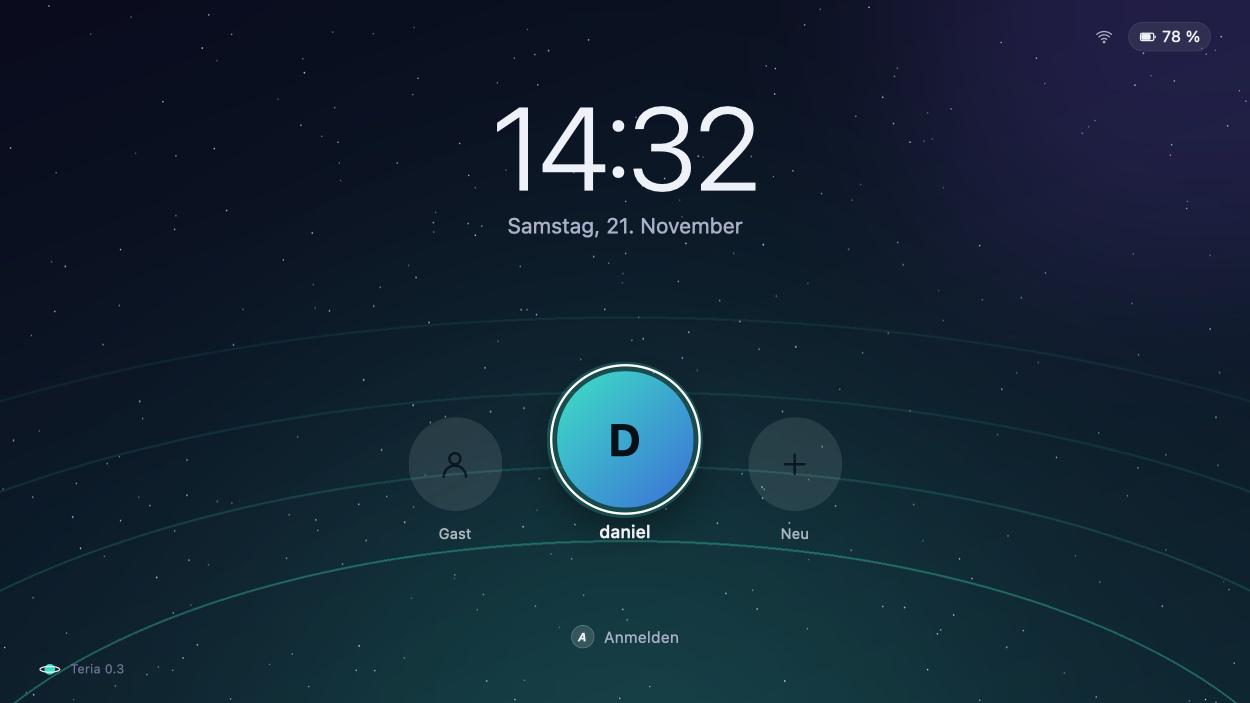 78 %
14:32
Samstag, 21. November
D
Gast
daniel
Neu
A Anmelden
Teria 0.3